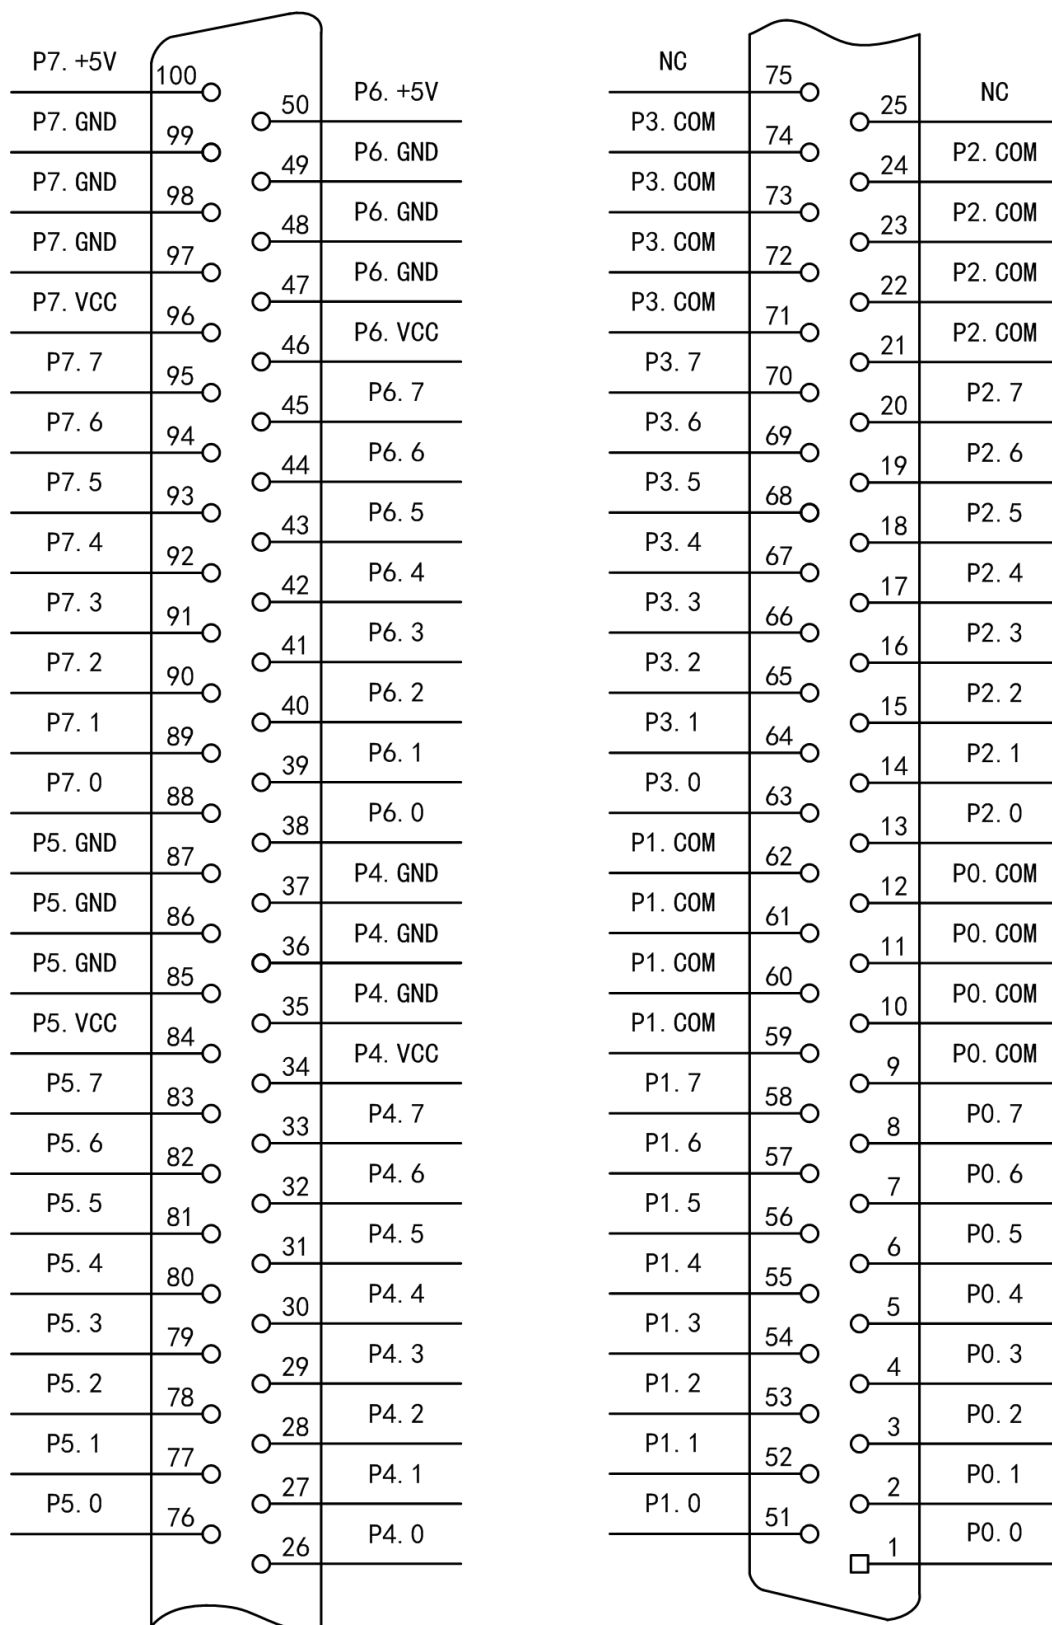 P7. +5V 100
50 P6. +5V
P7. GND 99
49 P6. GND
P7. GND 98
48 P6. GND
P7. GND 97
47 P6. GND
P7. VCC 96
46 P6. VCC
P7. 7 95
45 P6. 7
P7. 6 94
44 P6. 6
P7. 5 93
43 P6. 5
P7. 4 92
42 P6. 4
P7. 3 91
41 P6. 3
P7. 2 90
40 P6. 2
P7. 1 89
39 P6. 1
P7. 0 88
38 P6. 0
P5. GND 87
37 P4. GND
P5. GND 86
36 P4. GND
P5. GND 85
35 P4. GND
P5. VCC 84
34 P4. VCC
P5. 7 83
33 P4. 7
P5. 6 82
32 P4. 6
P5. 5 81
31 P4. 5
P5. 4 80
30 P4. 4
P5. 3 79
29 P4. 3
P5. 2 78
28 P4. 2
P5. 1 77
27 P4. 1
P5. 0 76
26 P4. 0
NC 75
25 NC
P3. COM 74
24 P2. COM
P3. COM 73
23 P2. COM
P3. COM 72
22 P2. COM
P3. COM 71
21 P2. COM
P3. 7 70
20 P2. 7
P3. 6 69
19 P2. 6
P3. 5 68
18 P2. 5
P3. 4 67
17 P2. 4
P3. 3 66
16 P2. 3
P3. 2 65
15 P2. 2
P3. 1 64
14 P2. 1
P3. 0 63
13 P2. 0
P1. COM 62
12 P0. COM
P1. COM 61
11 P0. COM
P1. COM 60
10 P0. COM
P1. COM 59
9 P0. COM
P1. 7 58
8 P0. 7
P1. 6 57
7 P0. 6
P1. 5 56
6 P0. 5
P1. 4 55
5 P0. 4
P1. 3 54
4 P0. 3
P1. 2 53
3 P0. 2
P1. 1 52
2 P0. 1
P1. 0 51
1 P0. 0